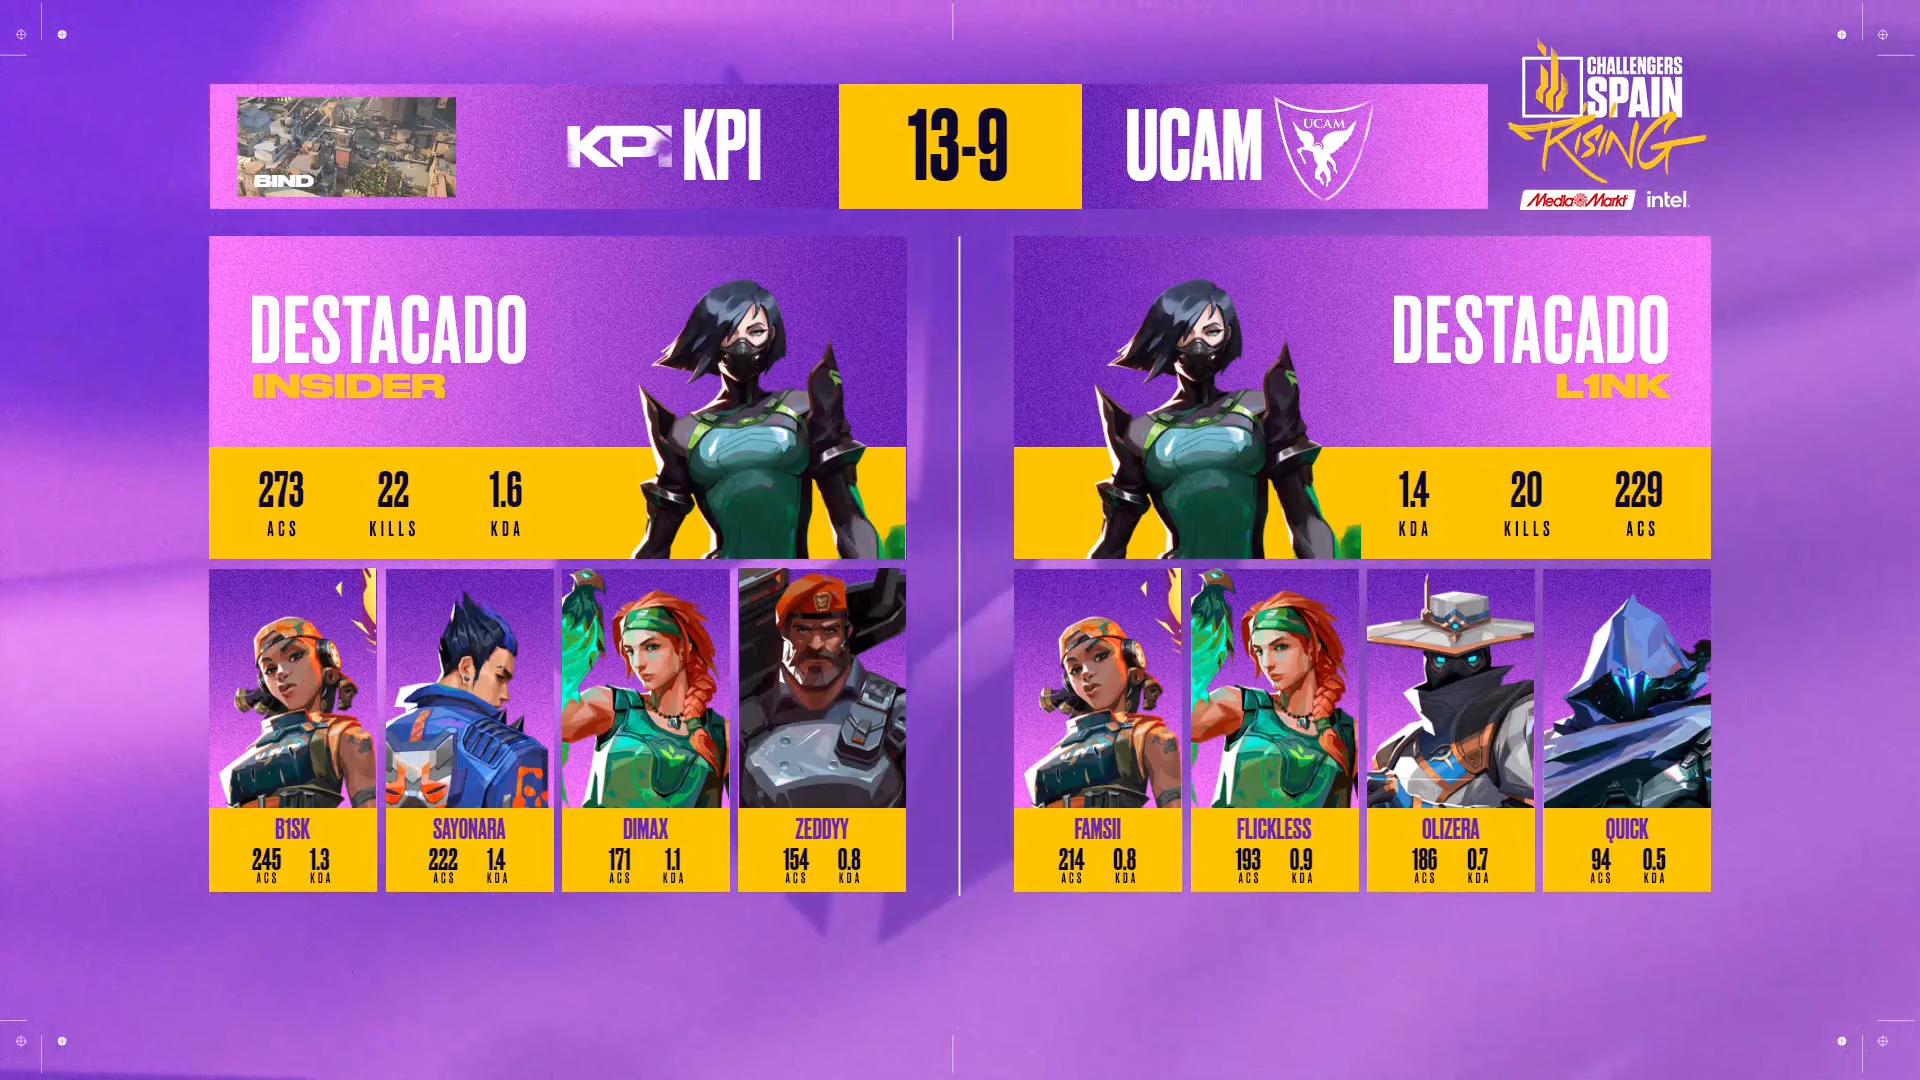 BIND
KPI KPI
13-9
UCAM
UCAM
CHALLENGERS
SPAIN
RISING
MediaMarkt intel.
DESTACADO
INSIDER
273 22 1.6
ACS KILLS KDA
DESTACADO
L1NK
1.4 20 229
KDA KILLS ACS
B1SK
245 1.3
ACS KDA
SAYONARA
222 1.4
ACS KDA
DIMAX
171 1.1
ACS KDA
ZEDDYY
154 0.8
ACS KDA
FAMSII
214 0.8
ACS KDA
FLICKLESS
193 0.9
ACS KDA
OLIZERA
186 0.7
ACS KDA
QUICK
94 0.5
ACS KDA